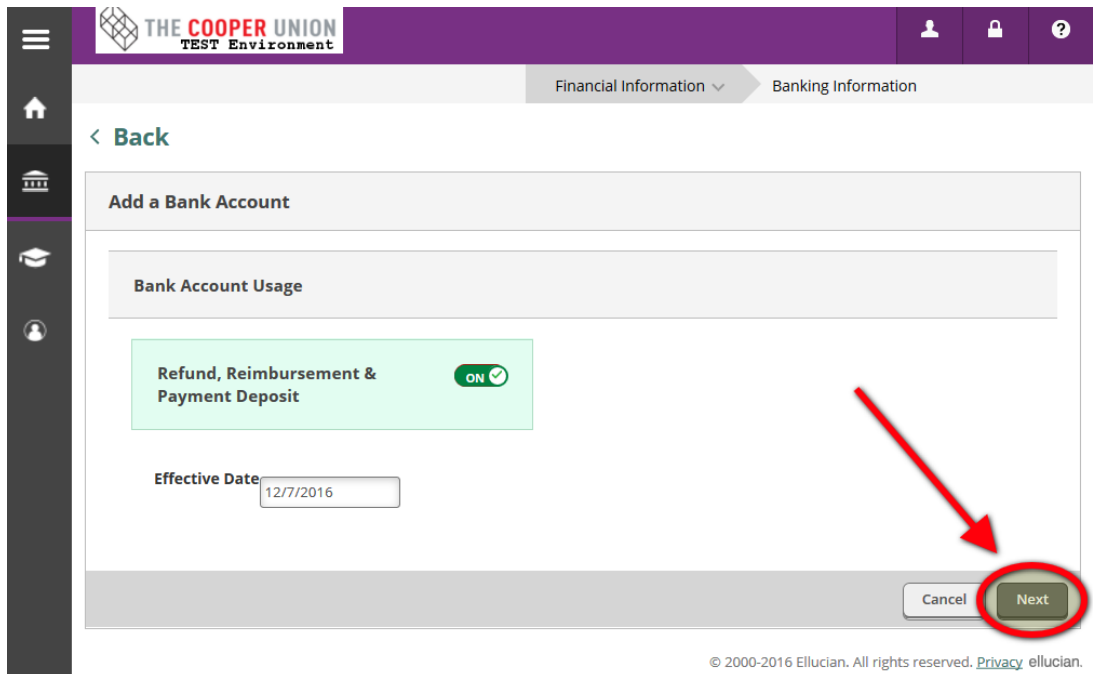 THE COOPER UNION
TEST Environment
Financial Information
Banking Information
< Back
Add a Bank Account
Bank Account Usage
Refund, Reimbursement &
Payment Deposit
ON
Effective Date
12/7/2016
Cancel
Next
© 2000-2016 Ellucian. All rights reserved. Privacy ellucian.